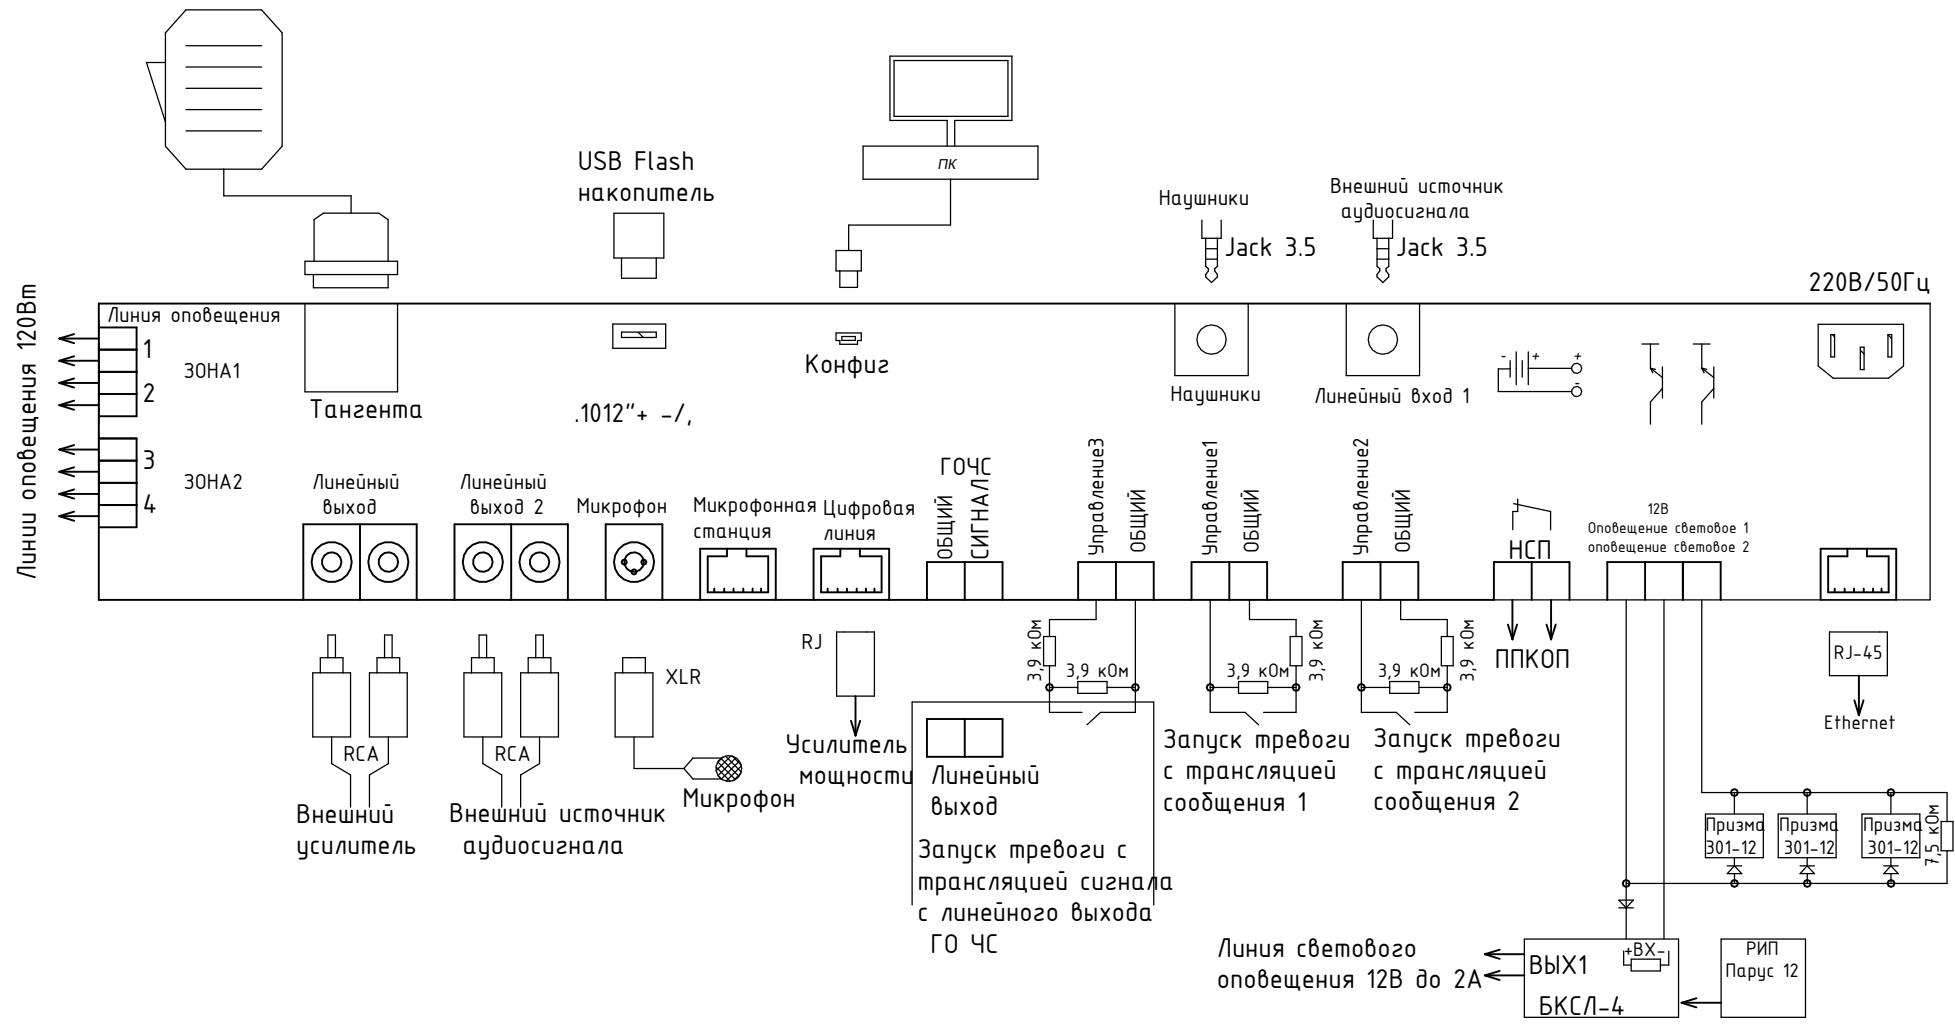 USB Flash
накопитель
ПК
Наушники
Jack 3.5
Внешний источник
аудиосигнала
Jack 3.5
220В/50Гц
Линии оповещения 120Вт
Линия оповещения
1
ЗОНА1
2
3
ЗОНА2
4
Тангента
.1012"+ -/,
Конфиг
Наушники
Линейный вход 1
- +
+
-
Линейный
выход
Линейный
выход 2
Микрофон
Микрофонная
станция
Цифровая
линия
ГОЧС
ОБЩИЙ
СИГНАЛ
Управление3
ОБЩИЙ
Управление1
ОБЩИЙ
Управление2
ОБЩИЙ
НСП
12В
Оповещение световое 1
оповещение световое 2
RCA
Внешний
усилитель
RCA
Внешний источник
аудиосигнала
XLR
Микрофон
RJ
Усилитель
мощности
3,9 кОм
3,9 кОм
3,9 кОм
3,9 кОм
3,9 кОм
3,9 кОм
ППКОП
RJ-45
Ethernet
Линейный
выход
Запуск тревоги с
трансляцией сигнала
с линейного выхода
ГО ЧС
Запуск тревоги
с трансляцией
сообщения 1
Запуск тревоги
с трансляцией
сообщения 2
Призма
301-12
Призма
301-12
Призма
301-12
7,5 кОм
Линия светового
оповещения 12В до 2А
ВЫХ1
+ВХ-
БКСЛ-4
РИП
Парус 12